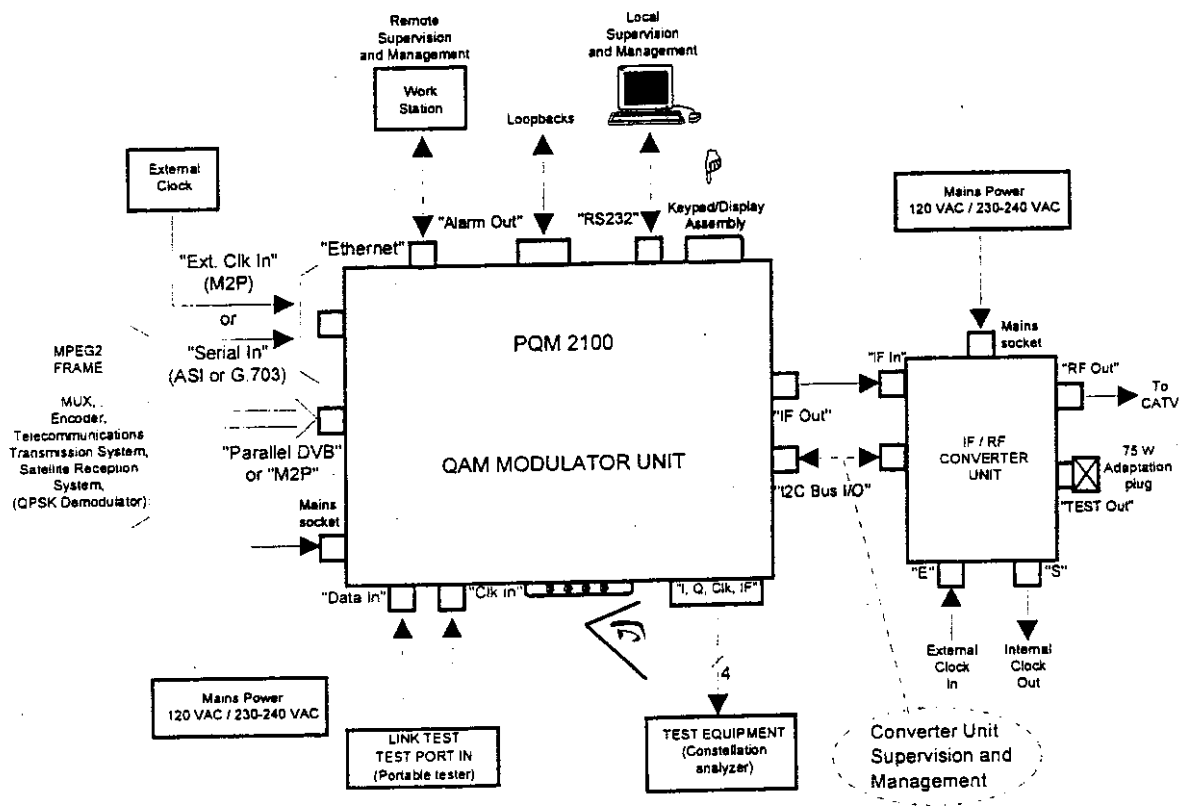 Remote
Supervision
and Management
Local
Supervision
and Management
Work
Station
Loopbacks
External
Clock
Mains Power
120 VAC / 230-240 VAC
"Alarm Out"
"RS232"
Keypad/Display
Assembly
"Ethernet"
"Ext. Clk In"
(M2P)
or
"Serial In"
(ASI or G.703)
MPEG2
FRAME
MUX,
Encoder,
Telecommunications
Transmission System,
Satellite Reception
System,
(QPSK Demodulator)
"Parallel DVB"
or "M2P"
PQM 2100
QAM MODULATOR UNIT
Mains
socket
"IF In"
"RF Out"
To
CATV
"IF Out"
IF / RF
CONVERTER
UNIT
75 W
Adaptation
plug
"I2C Bus I/O"
"TEST Out"
Mains
socket
"Data In"
"Clk in"
"I, Q, Clk, IF"
"E"
"S"
4
External
Clock
In
Internal
Clock
Out
Mains Power
120 VAC / 230-240 VAC
LINK TEST
TEST PORT IN
(Portable tester)
TEST EQUIPMENT
(Constellation
analyzer)
Converter Unit
Supervision and
Management